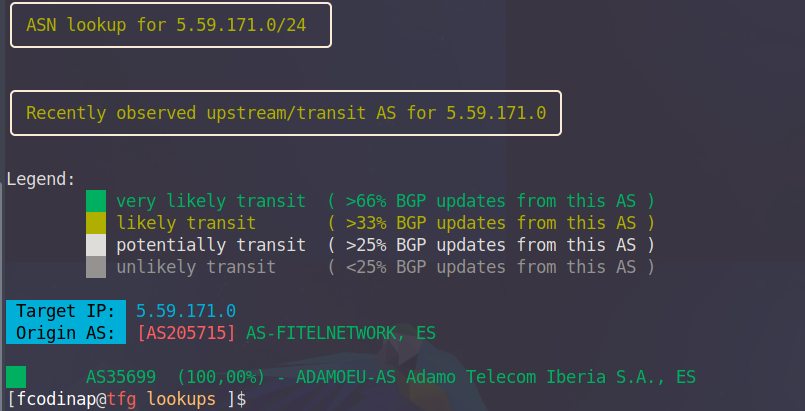 ASN lookup for 5.59.171.0/24
Recently observed upstream/transit AS for 5.59.171.0
Legend:
very likely transit ( >66% BGP updates from this AS )
likely transit ( >33% BGP updates from this AS )
potentially transit ( >25% BGP updates from this AS )
unlikely transit ( <25% BGP updates from this AS )
Target IP: 5.59.171.0
Origin AS: [AS205715] AS-FITELNETWORK, ES
AS35699 (100,00%) - ADAMOEU-AS Adamo Telecom Iberia S.A., ES
[fcodinap@tfg lookups ]$